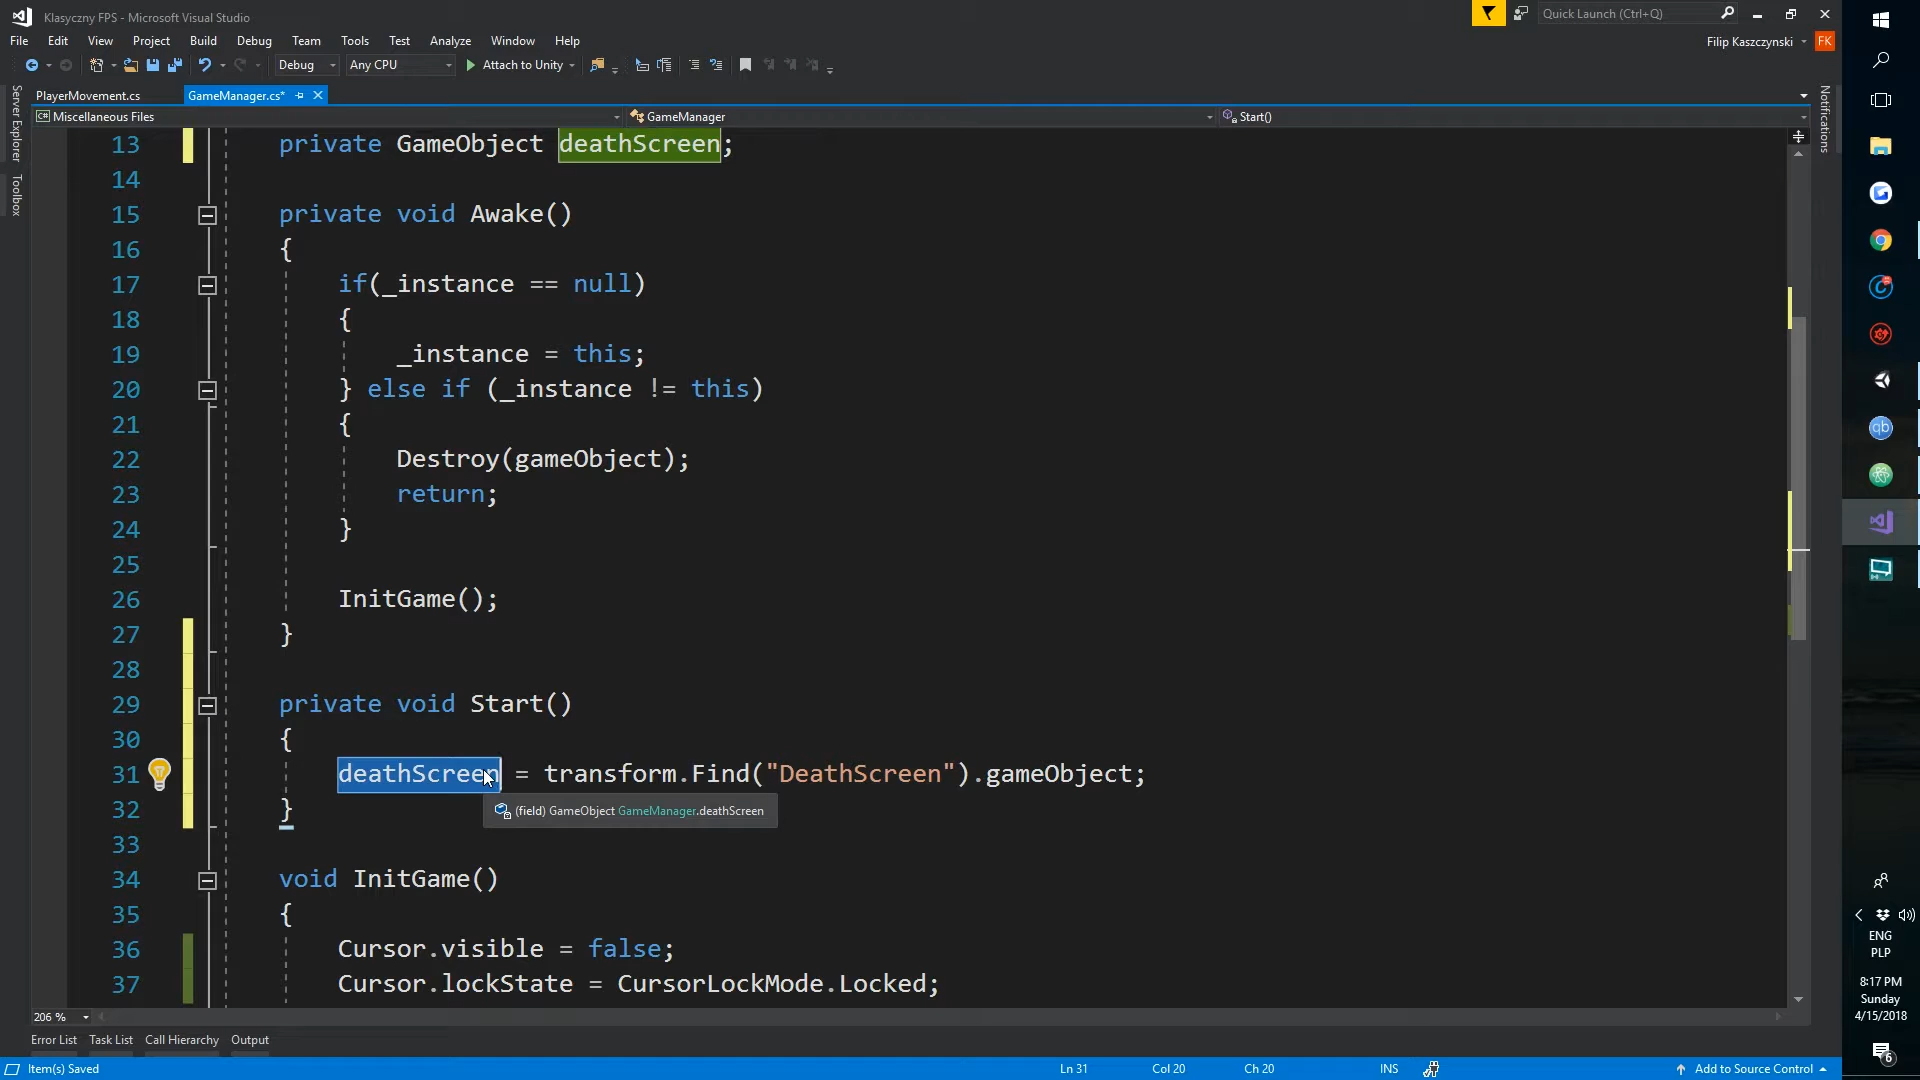 Klasyczny FPS - Microsoft Visual Studio
Quick Launch (Ctrl+Q)
File Edit View Project Build Debug Team Tools Test Analyze Window Help
Filip Kaszczynski FK
Debug Any CPU Attach to Unity
PlayerMovement.cs GameManager.cs*
Miscellaneous Files GameManager Start()
Server Explorer
Toolbox
Notifications
13 private GameObject deathScreen;
14
15 private void Awake()
16 {
17 if(_instance == null)
18 {
19 _instance = this;
20 } else if (_instance != this)
21 {
22 Destroy(gameObject);
23 return;
24 }
25
26 InitGame();
27 }
28
29 private void Start()
30 {
31 deathScreen = transform.Find("DeathScreen").gameObject;
(field) GameObject GameManager.deathScreen
32 }
33
34 void InitGame()
35 {
36 Cursor.visible = false;
37 Cursor.lockState = CursorLockMode.Locked;
206 %
Error List Task List Call Hierarchy Output
Item(s) Saved Ln 31 Col 20 Ch 20 INS Add to Source Control
qb
ENG
PLP
8:17 PM
Sunday
4/15/2018
6